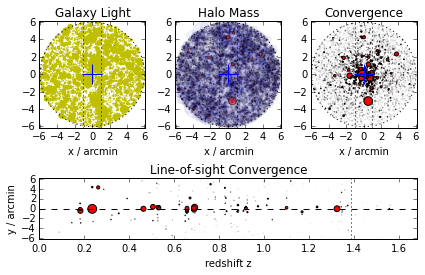 Galaxy Light Halo Mass Convergence
6 6 6
4 4 4
2 2 2
0 0 0
−2 −2 −2
−4 −4 −4
−6 −6 −6
−6 −4 −2 0 2 4 6 −6 −4 −2 0 2 4 6 −6 −4 −2 0 2 4 6
x / arcmin x / arcmin x / arcmin
Line-of-sight Convergence
y / arcmin
6
4
2
0
−2
−4
−6
0.0 0.2 0.4 0.6 0.8 1.0 1.2 1.4 1.6
redshift z